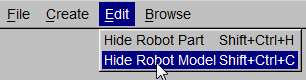 File Create Edit Browse
Hide Robot Part Shift+Ctrl+H
Hide Robot Model Shift+Ctrl+C